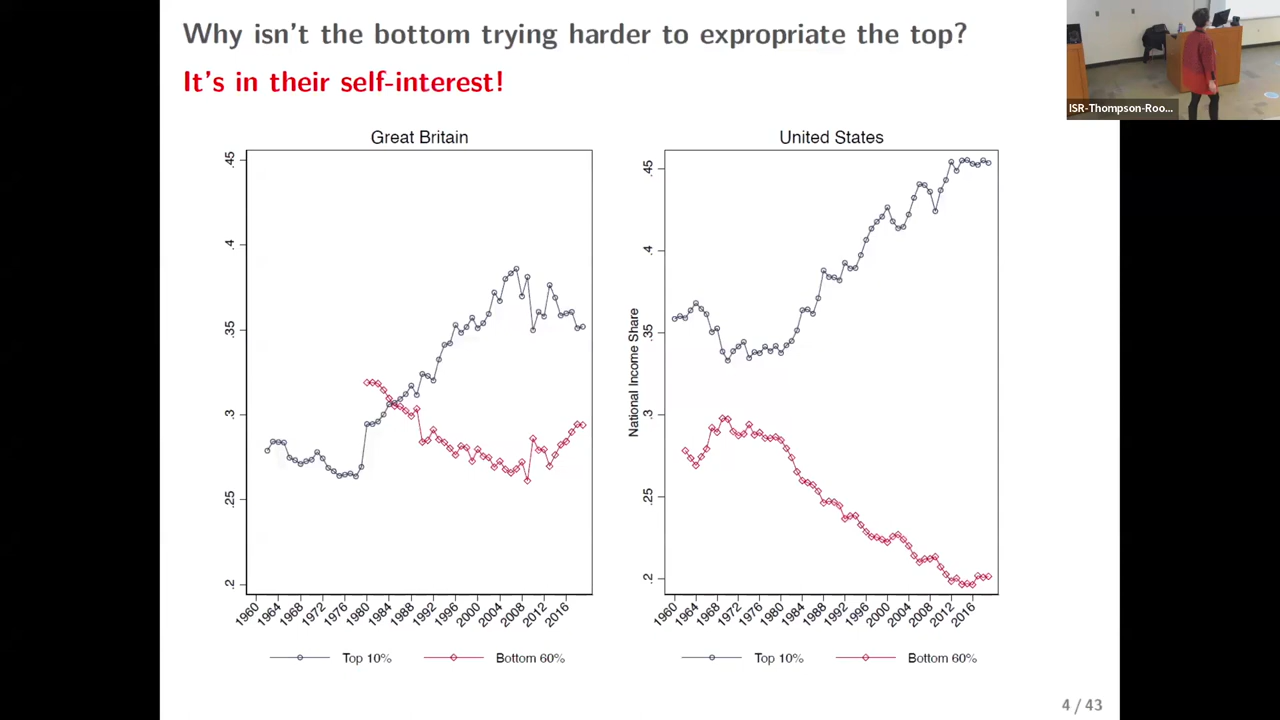 Why isn't the bottom trying harder to expropriate the top?
It's in their self-interest!
ISR-Thompson-Roo...
Great Britain
.45
.4
.35
.3
.25
.2
1960 1964 1968 1972 1976 1980 1984 1988 1992 1996 2000 2004 2008 2012 2016
Top 10% Bottom 60%
United States
National Income Share
.45
.4
.35
.3
.25
.2
1960 1964 1968 1972 1976 1980 1984 1988 1992 1996 2000 2004 2008 2012 2016
Top 10% Bottom 60%
4 / 43